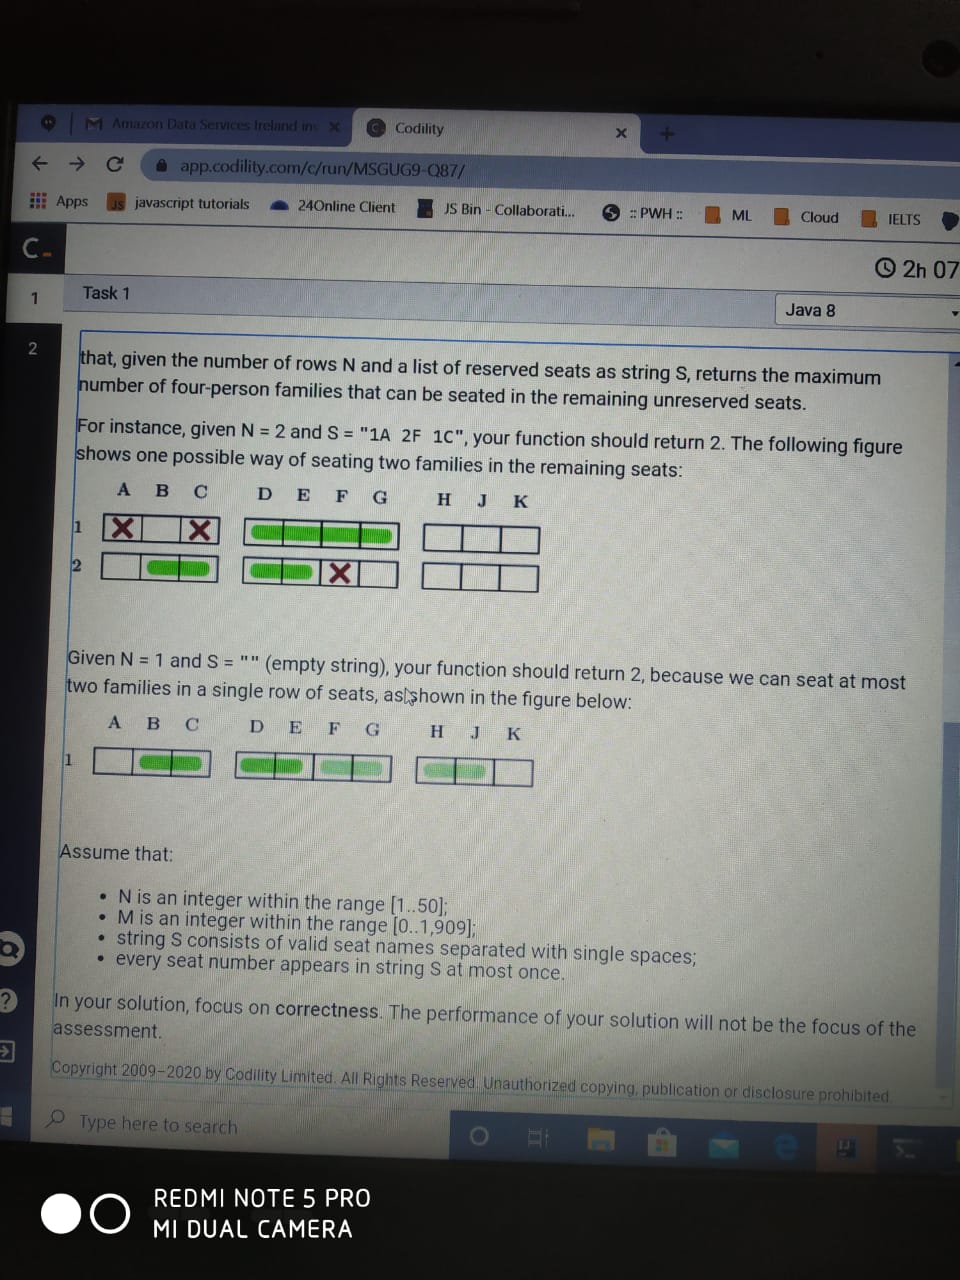 Amazon Data Services Ireland inv
Codility
app.codility.com/c/run/MSGUG9-Q87/
Apps JS javascript tutorials 24Online Client JS Bin - Collaborati... :: PWH :: ML Cloud IELTS
C-
2h 07
1 Task 1
Java 8
2
that, given the number of rows N and a list of reserved seats as string S, returns the maximum
number of four-person families that can be seated in the remaining unreserved seats.
For instance, given N = 2 and S = "1A 2F 1C", your function should return 2. The following figure
shows one possible way of seating two families in the remaining seats:
A B C D E F G H J K
1
2
Given N = 1 and S = "" (empty string), your function should return 2, because we can seat at most
two families in a single row of seats, as shown in the figure below:
A B C D E F G H J K
1
Assume that:
• N is an integer within the range [1..50];
• M is an integer within the range [0..1,909];
• string S consists of valid seat names separated with single spaces;
• every seat number appears in string S at most once.
In your solution, focus on correctness. The performance of your solution will not be the focus of the
assessment.
Copyright 2009–2020 by Codility Limited. All Rights Reserved. Unauthorized copying, publication or disclosure prohibited.
Type here to search
REDMI NOTE 5 PRO
MI DUAL CAMERA